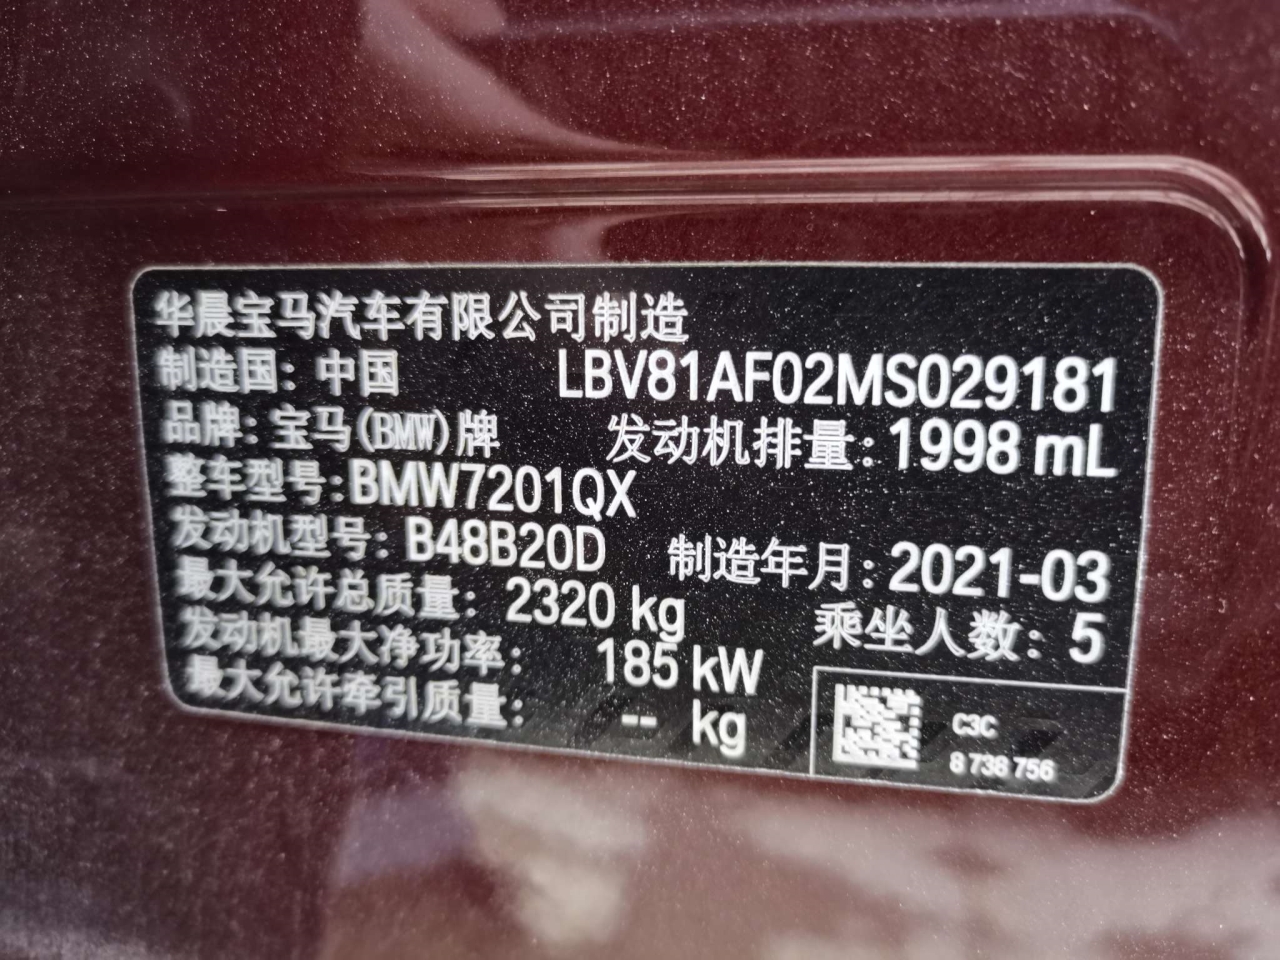 华晨宝马汽车有限公司制造
制造国：中国 LBV81AF02MS029181
品牌：宝马(BMW)牌 发动机排量：1998 mL
整车型号：BMW7201QX
发动机型号：B48B20D 制造年月：2021-03
最大允许总质量：2320 kg 乘坐人数：5
发动机最大净功率：185 kW
最大允许牵引质量：-- kg
C3C
8 738 756